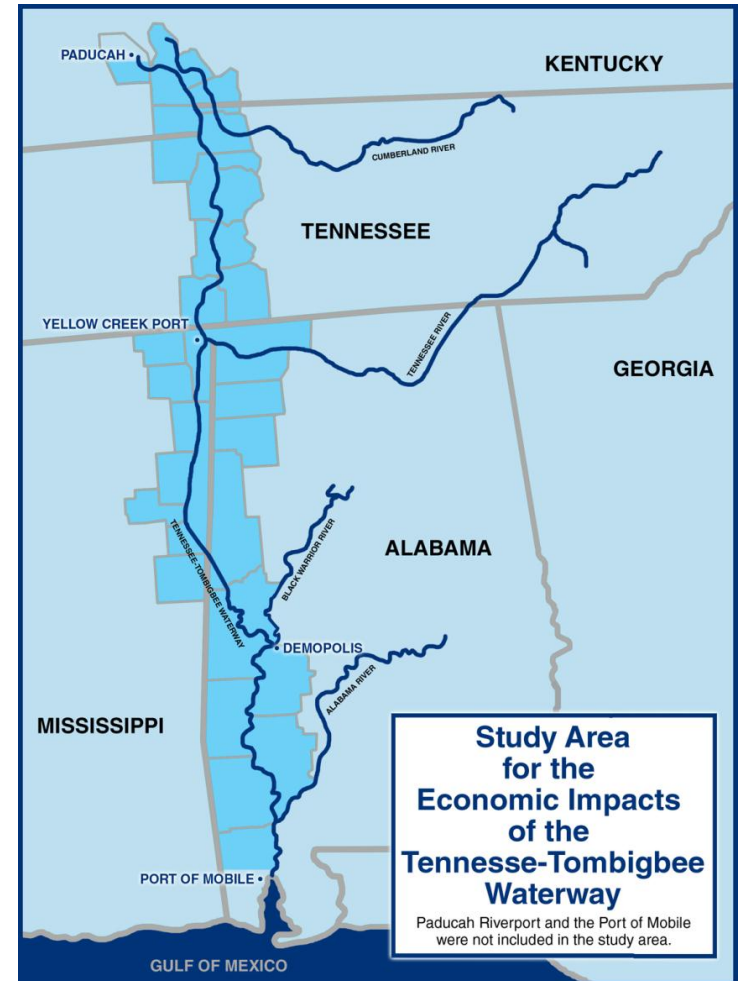 PADUCAH
KENTUCKY
CUMBERLAND RIVER
TENNESSEE
YELLOW CREEK PORT
TENNESSEE RIVER
GEORGIA
TENNESSEE-TOMBIGBEE WATERWAY
BLACK WARRIOR RIVER
ALABAMA
DEMOPOLIS
ALABAMA RIVER
MISSISSIPPI
Study Area
for the
Economic Impacts
of the
Tennesse-Tombigbee
Waterway
Paducah Riverport and the Port of Mobile
were not included in the study area.
PORT OF MOBILE
GULF OF MEXICO